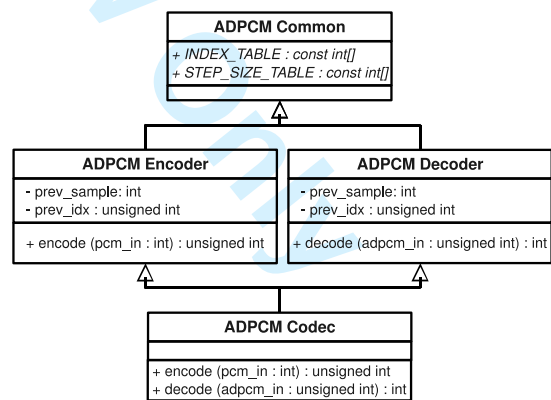 ADPCM Common
+ INDEX_TABLE : const int[]
+ STEP_SIZE_TABLE : const int[]
ADPCM Encoder
- prev_sample: int
- prev_idx : unsigned int
+ encode (pcm_in : int) : unsigned int
ADPCM Decoder
- prev_sample: int
- prev_idx : unsigned int
+ decode (adpcm_in : unsigned int) : int
ADPCM Codec
+ encode (pcm_in : int) : unsigned int
+ decode (adpcm_in : unsigned int) : int
Only